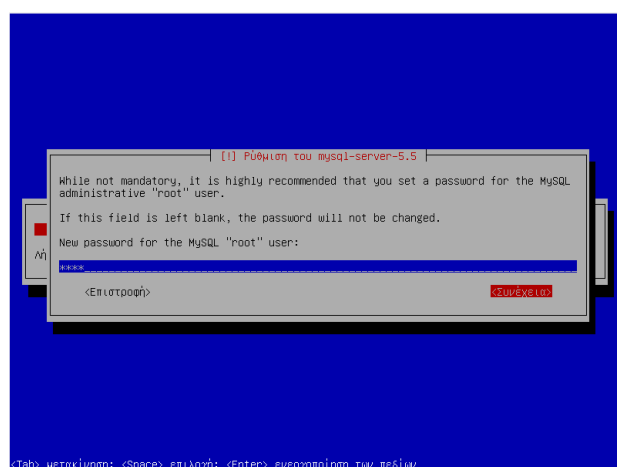 [!] Ρύθμιση του mysql-server-5.5
While not mandatory, it is highly recommended that you set a password for the MySQL
administrative "root" user.
If this field is left blank, the password will not be changed.
New password for the MySQL "root" user:
****
<Επιστροφή> <Συνέχεια>
Λή
<Tab> μετακίνηση; <Space> επιλογή; <Enter> ενεργοποίηση των πεδίων